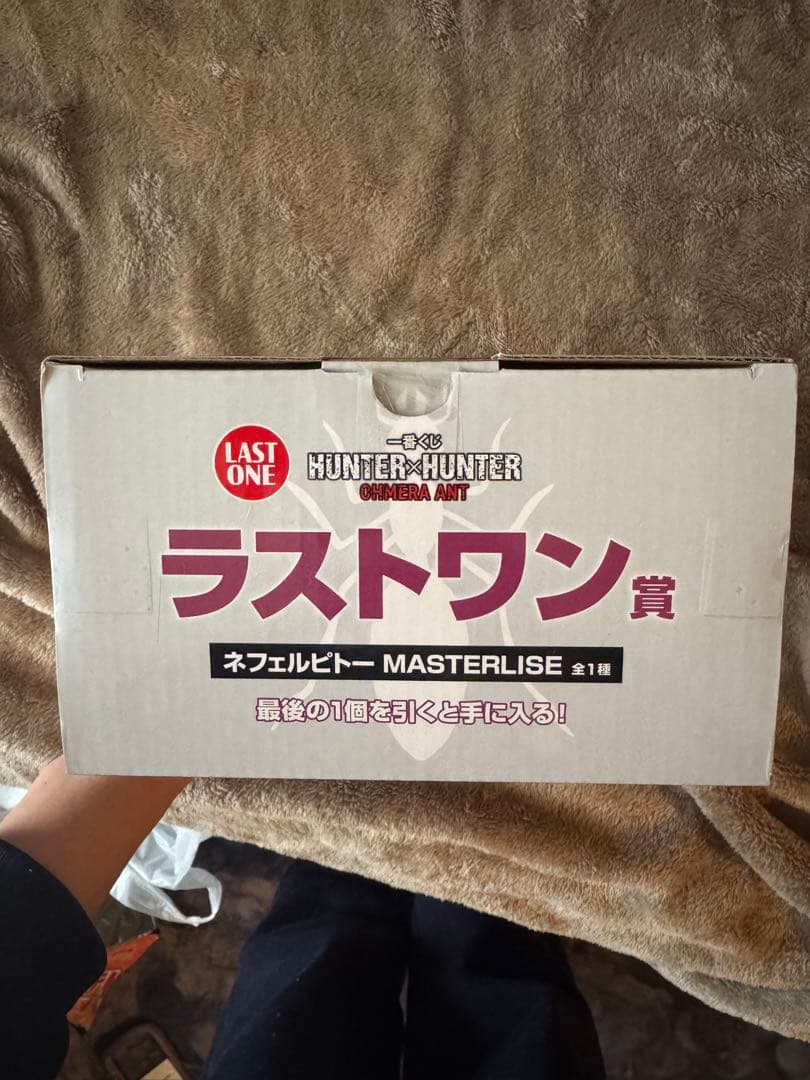 LAST
ONE
一番くじ
HUNTER×HUNTER
CHMERA ANT
ラストワン賞
ネフェルピトー MASTERLISE 全1種
最後の1個を引くと手に入る!